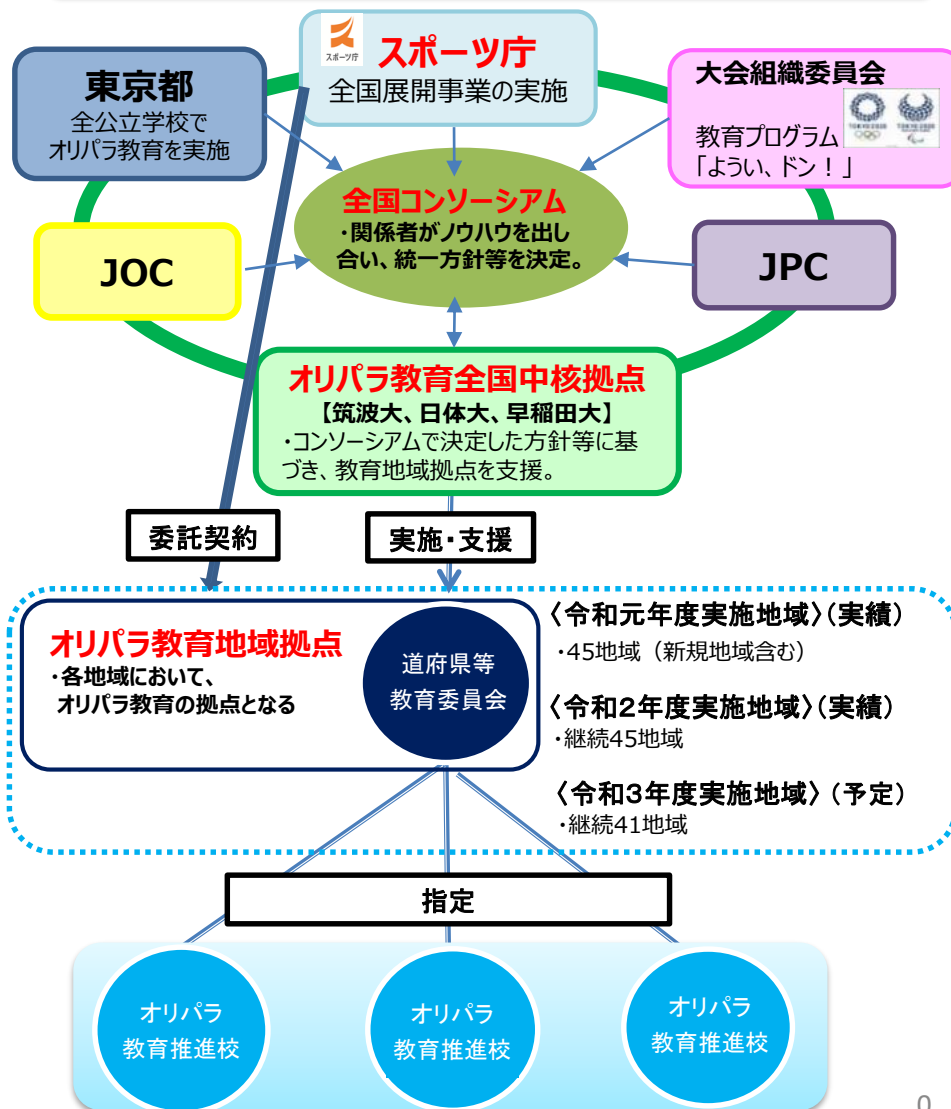 スポーツ庁
スポーツ庁
全国展開事業の実施
東京都
全公立学校で
オリパラ教育を実施
大会組織委員会
TOKYO 2020
TOKYO 2020
教育プログラム
「ようい、ドン！」
全国コンソーシアム
・関係者がノウハウを出し
合い、統一方針等を決定。
JOC
JPC
オリパラ教育全国中核拠点
【筑波大、日体大、早稲田大】
・コンソーシアムで決定した方針等に基
づき、教育地域拠点を支援。
委託契約
実施・支援
オリパラ教育地域拠点
・各地域において、
オリパラ教育の拠点となる
道府県等
教育委員会
〈令和元年度実施地域〉（実績）
・45地域（新規地域含む）
〈令和２年度実施地域〉（実績）
・継続45地域
〈令和３年度実施地域〉（予定）
・継続41地域
指定
オリパラ
教育推進校
オリパラ
教育推進校
オリパラ
教育推進校
0